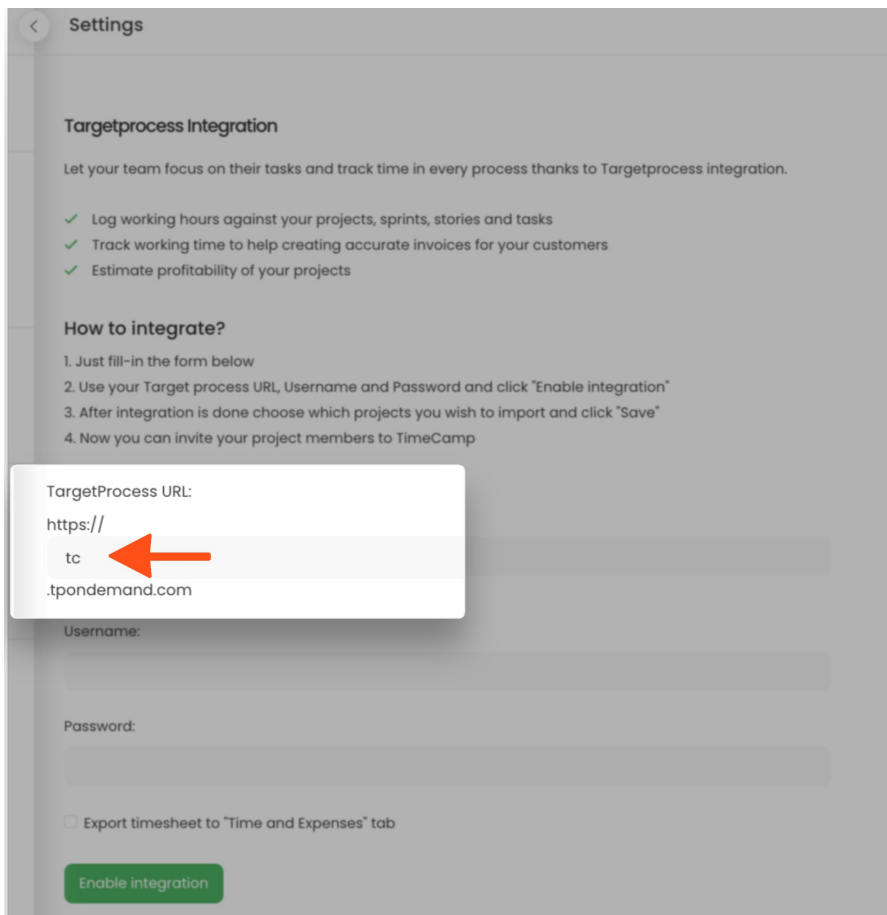 Settings
Targetprocess Integration
Let your team focus on their tasks and track time in every process thanks to Targetprocess integration.
Log working hours against your projects, sprints, stories and tasks
Track working time to help creating accurate invoices for your customers
Estimate profitability of your projects
How to integrate?
1. Just fill-in the form below
2. Use your Target process URL, Username and Password and click "Enable integration"
3. After integration is done choose which projects you wish to import and click "Save"
4. Now you can invite your project members to TimeCamp
TargetProcess URL:
https://
tc
.tpondemand.com
Username:
Password:
Export timesheet to "Time and Expenses" tab
Enable integration